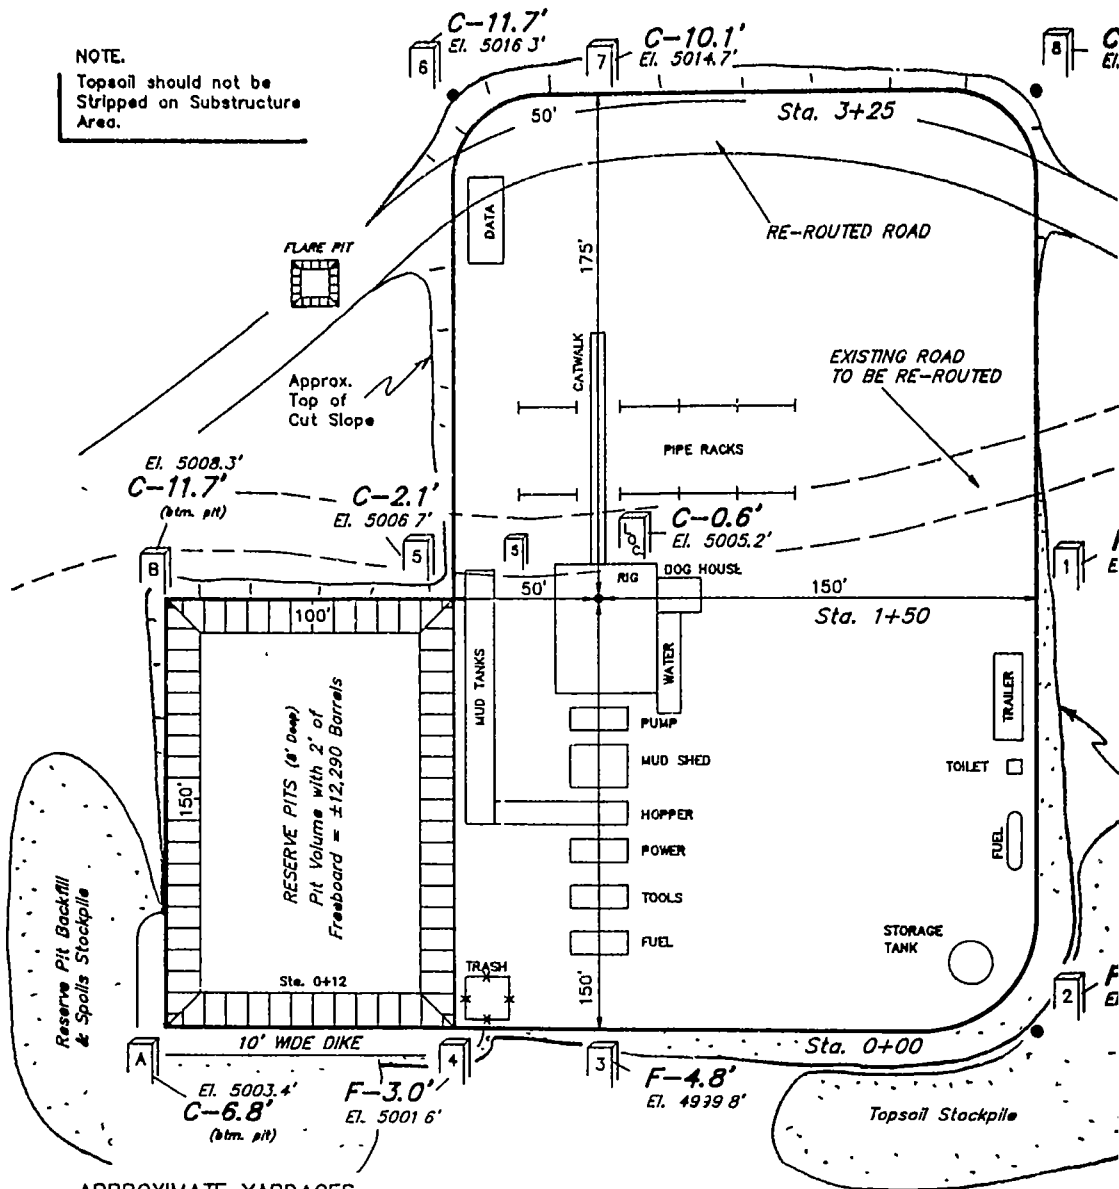 C-11.7'
El. 5016 3'
6
C-10.1'
El. 5014.7'
7
8
C
El.
NOTE.
Topsoil should not be
Stripped on Substructure
Area.
50'
Sta. 3+25
DATA
RE-ROUTED ROAD
FLARE PIT
175'
CATWALK
EXISTING ROAD
TO BE RE-ROUTED
Approx.
Top of
Cut Slope
PIPE RACKS
El. 5008.3'
C-11.7'
(btm. pit)
B
C-2.1'
El. 5006 7'
5
5
LOC.
C-0.6'
El. 5005.2'
1
RIG
DOG HOUSE
100'
50'
150'
Sta. 1+50
MUD TANKS
WATER
TRAILER
PUMP
MUD SHED
TOILET
HOPPER
POWER
FUEL
TOOLS
FUEL
STORAGE
TANK
TRASH
150'
RESERVE PITS (8' Deep)
Pit Volume with 2' of
Freeboard = ±12,290 Barrels
Sta. 0+12
150'
Reserve Pit Backfill
& Spoils Stockpile
2
F
El
10' WIDE DIKE
Sta. 0+00
A
El. 5003.4'
C-6.8'
(btm. pit)
F-3.0'
El. 5001 6'
4
3
F-4.8'
El. 4999 8'
Topsoil Stockpile
APPROXIMATE YARDAGES